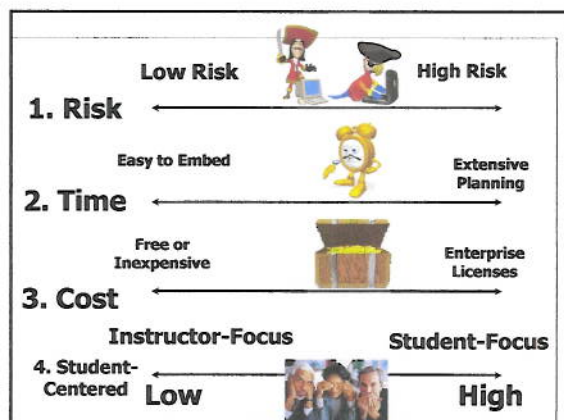 Low Risk
High Risk
1. Risk
Easy to Embed
Extensive
Planning
2. Time
Free or
Inexpensive
Enterprise
Licenses
3. Cost
Instructor-Focus
Student-Focus
4. Student-
Centered
Low
High